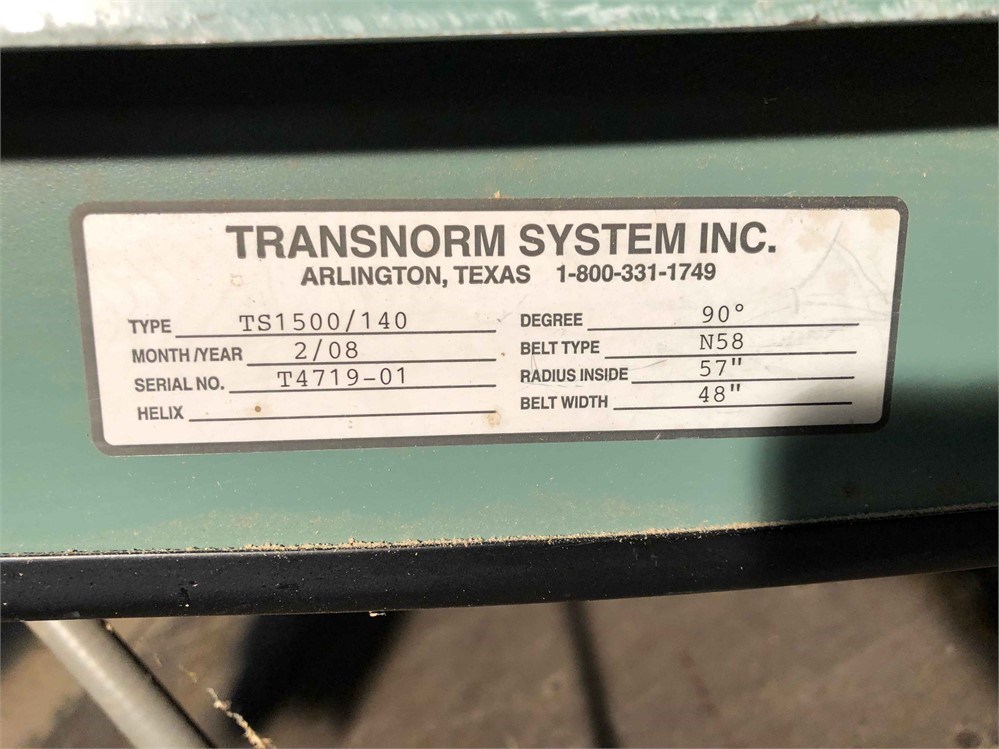 TRANSNORM SYSTEM INC.
ARLINGTON, TEXAS 1-800-331-1749
TYPE TS1500/140
MONTH/YEAR 2/08
SERIAL NO. T4719-01
HELIX
DEGREE 90°
BELT TYPE N58
RADIUS INSIDE 57"
BELT WIDTH 48"